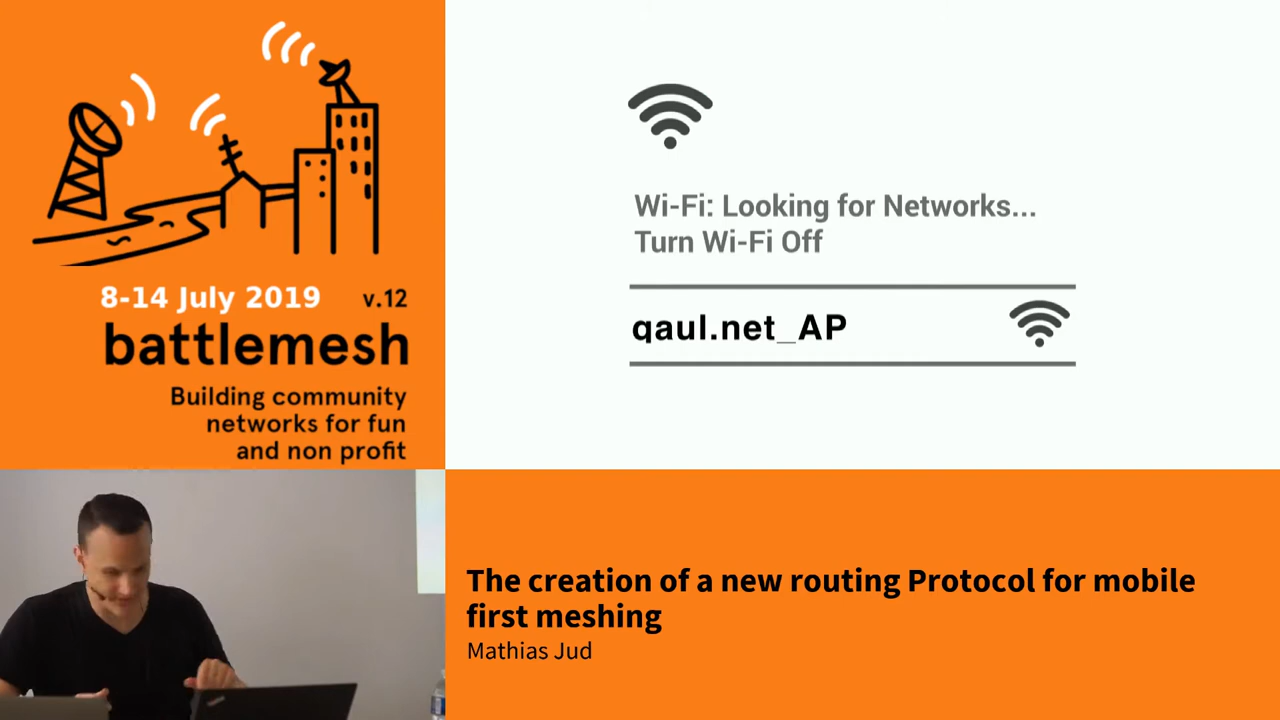 8-14 July 2019 v.12
battlemesh
Building community
networks for fun
and non profit
Wi-Fi: Looking for Networks...
Turn Wi-Fi Off
qaul.net_AP
The creation of a new routing Protocol for mobile
first meshing
Mathias Jud